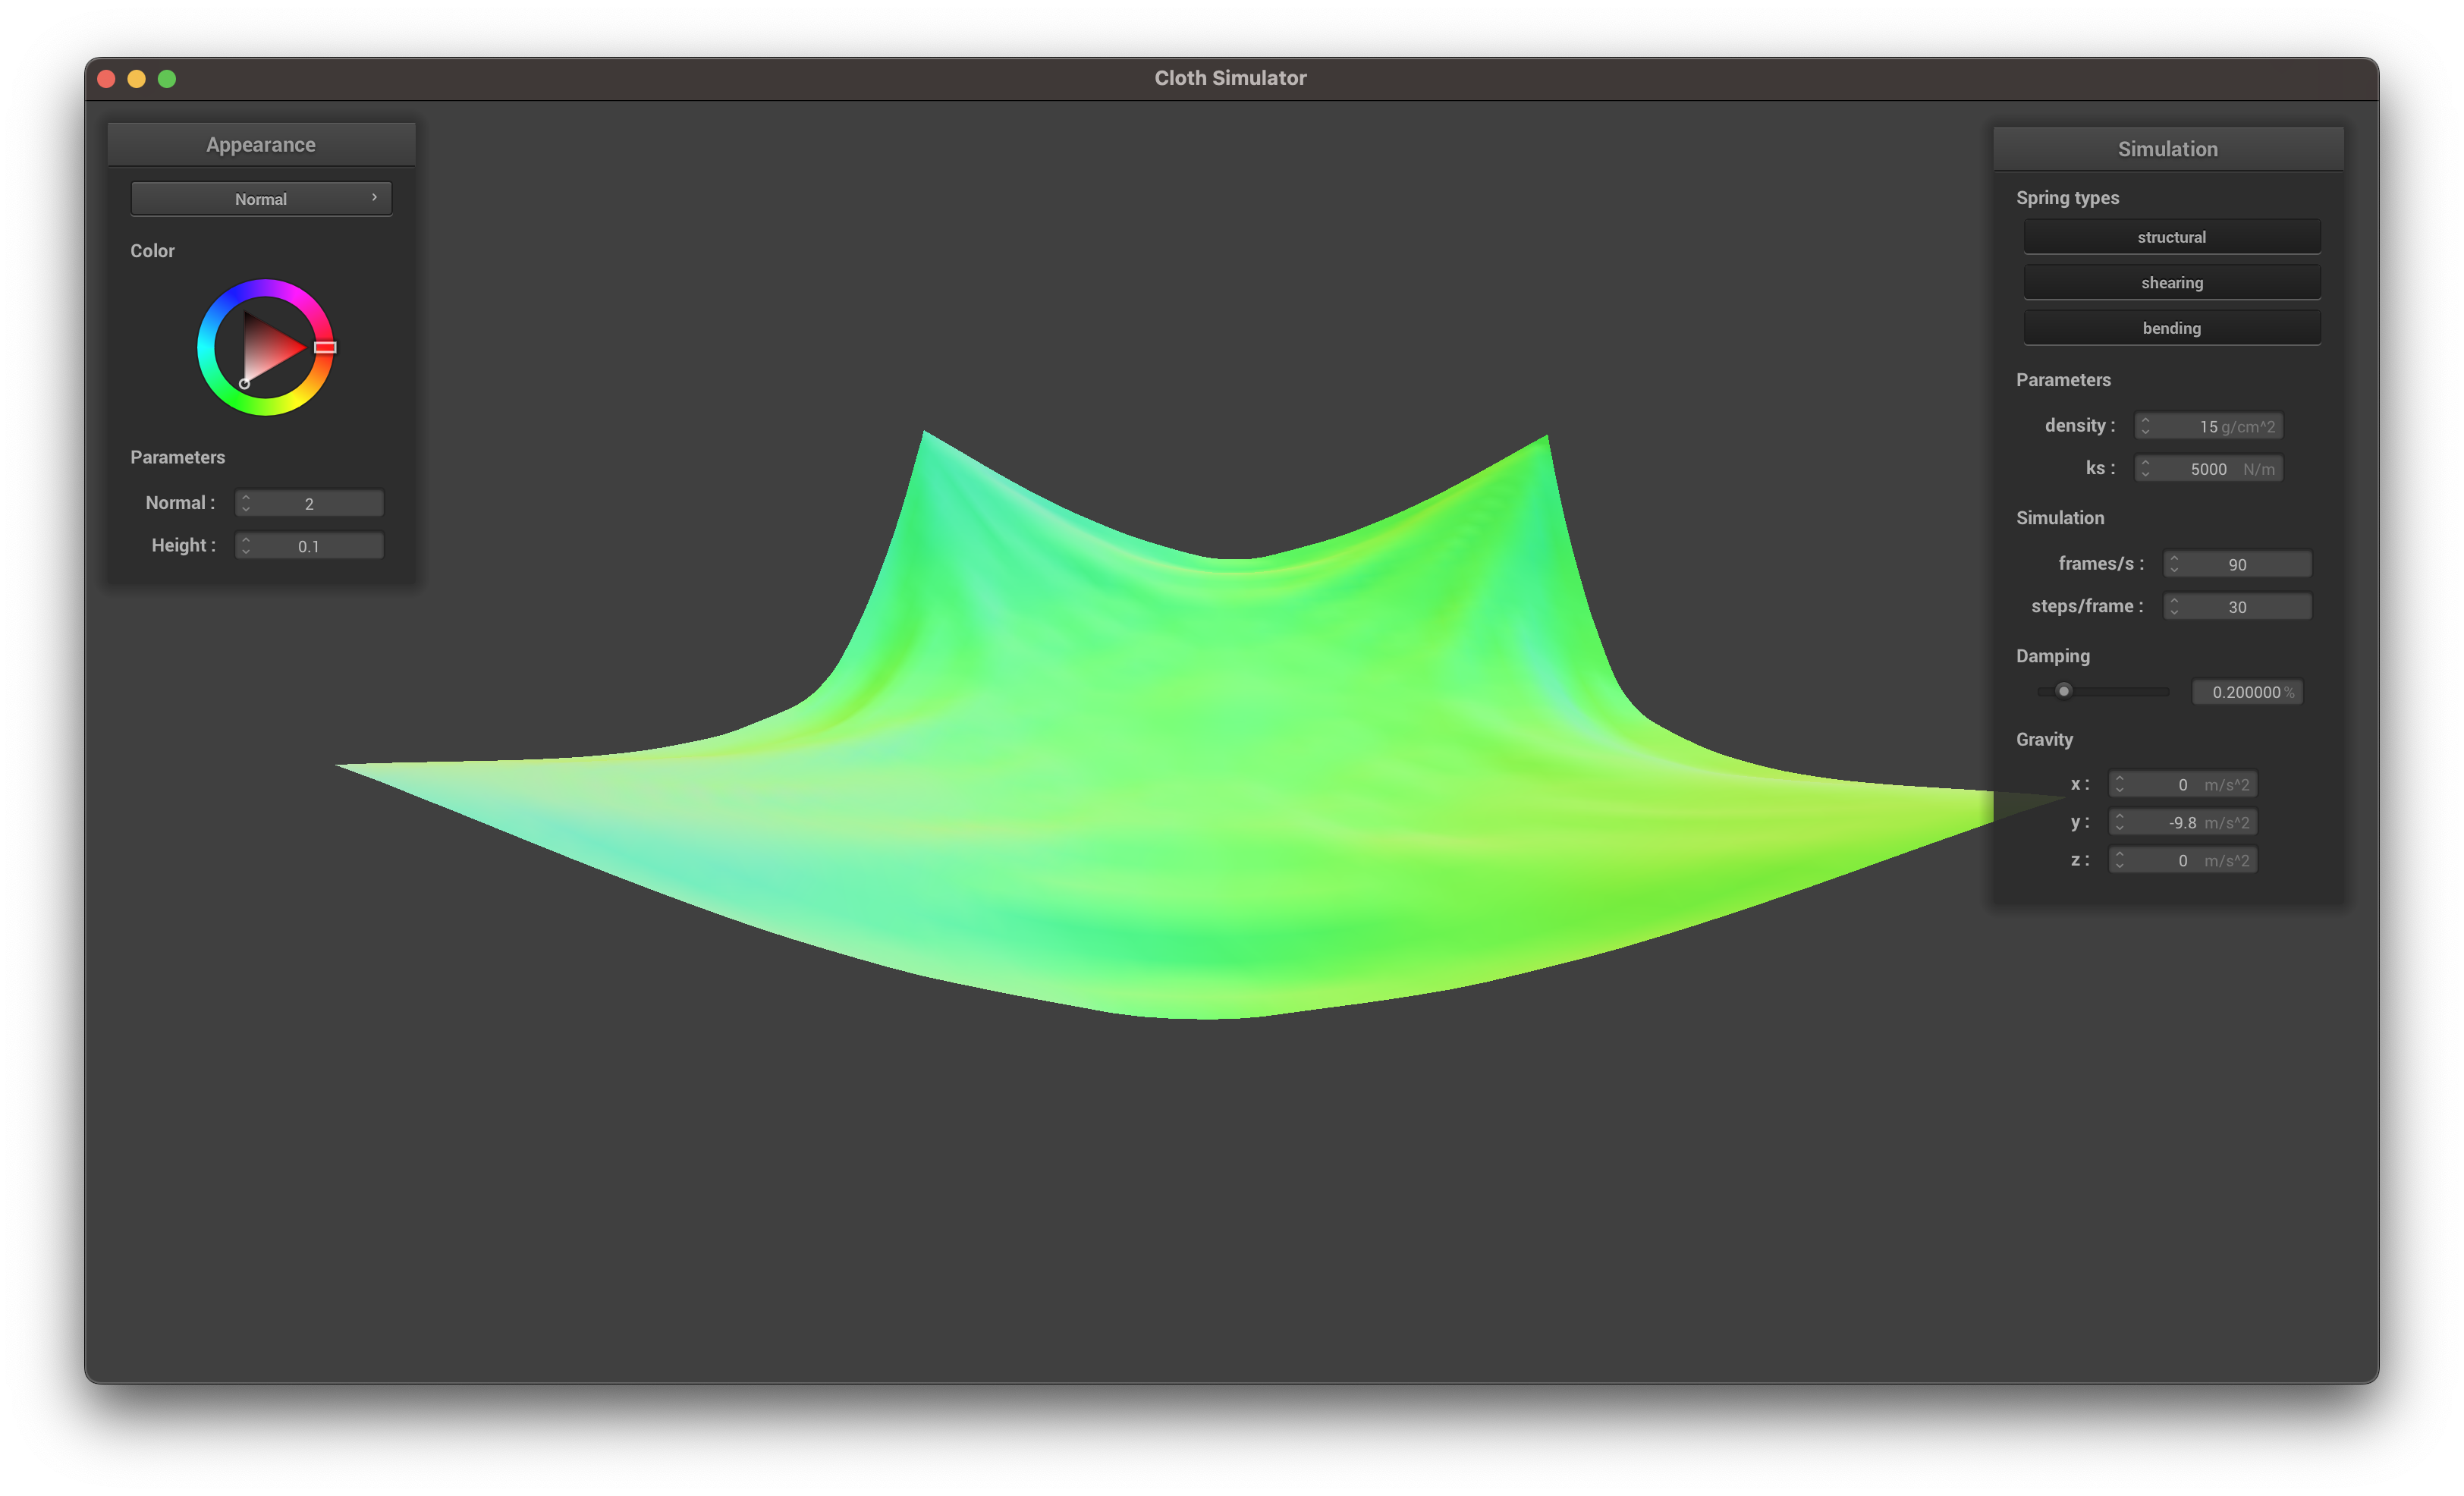 Cloth Simulator
Appearance
Normal
Color
Parameters
Normal : 2
Height : 0.1
Simulation
Spring types
structural
shearing
bending
Parameters
density : 15 g/cm^2
ks : 5000 N/m
Simulation
frames/s : 90
steps/frame : 30
Damping
0.200000 %
Gravity
x : 0 m/s^2
y : -9.8 m/s^2
z : 0 m/s^2